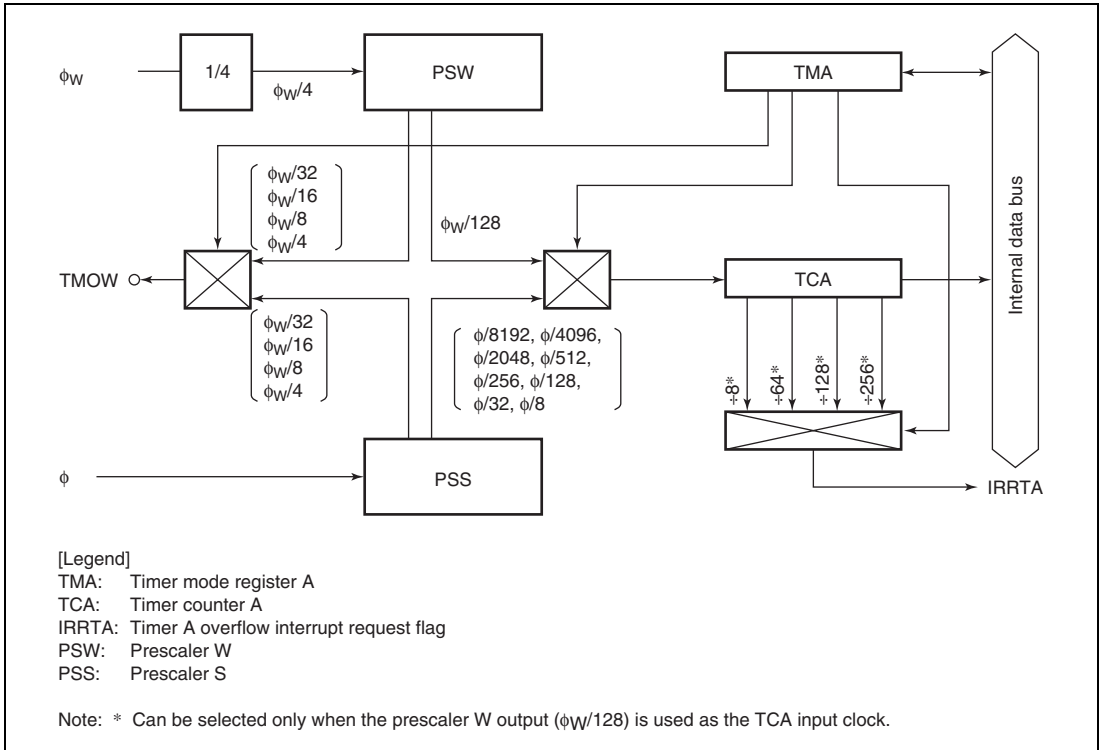 ϕW
1/4
ϕW/4
PSW
TMA
Internal data bus
ϕW/32
ϕW/16
ϕW/8
ϕW/4
ϕW/128
TMOW
TCA
ϕW/32
ϕW/16
ϕW/8
ϕW/4
ϕ/8192, ϕ/4096,
ϕ/2048, ϕ/512,
ϕ/256, ϕ/128,
ϕ/32, ϕ/8
÷8*
÷64*
÷128*
÷256*
ϕ
PSS
IRRTA
[Legend]
TMA: Timer mode register A
TCA: Timer counter A
IRRTA: Timer A overflow interrupt request flag
PSW: Prescaler W
PSS: Prescaler S
Note: * Can be selected only when the prescaler W output (ϕW/128) is used as the TCA input clock.